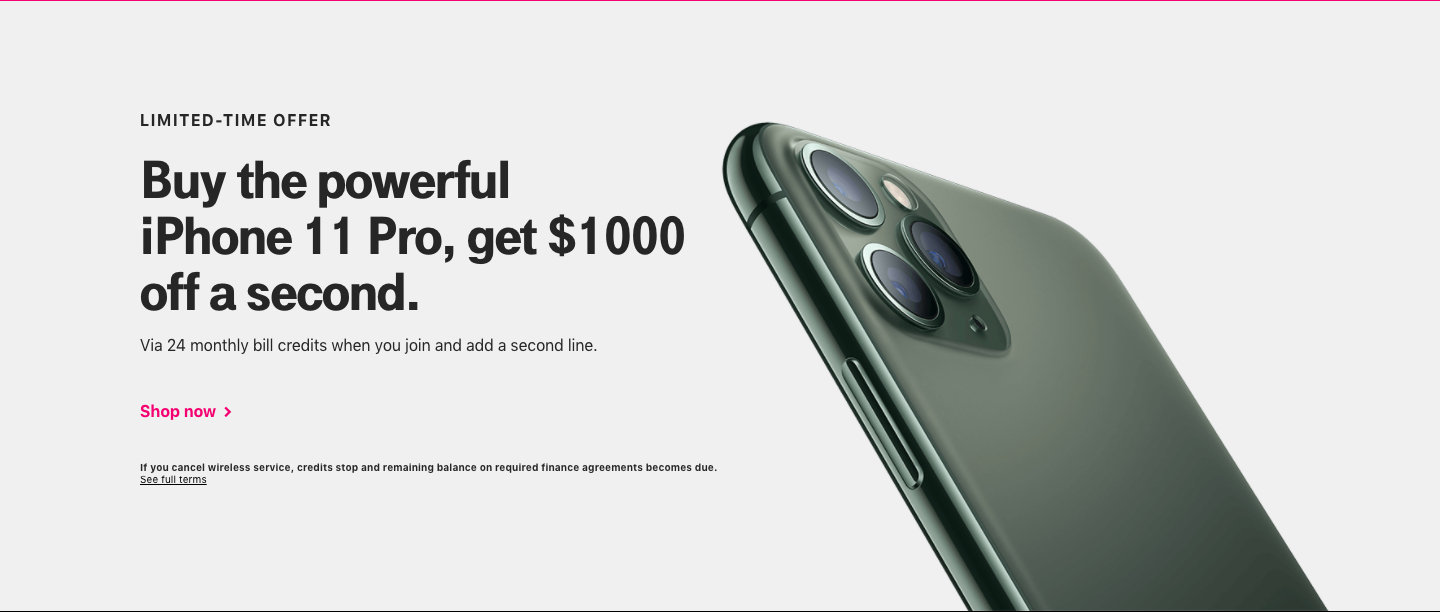 LIMITED-TIME OFFER
Buy the powerful
iPhone 11 Pro, get $1000
off a second.
Via 24 monthly bill credits when you join and add a second line.
Shop now
If you cancel wireless service, credits stop and remaining balance on required finance agreements becomes due.
See full terms